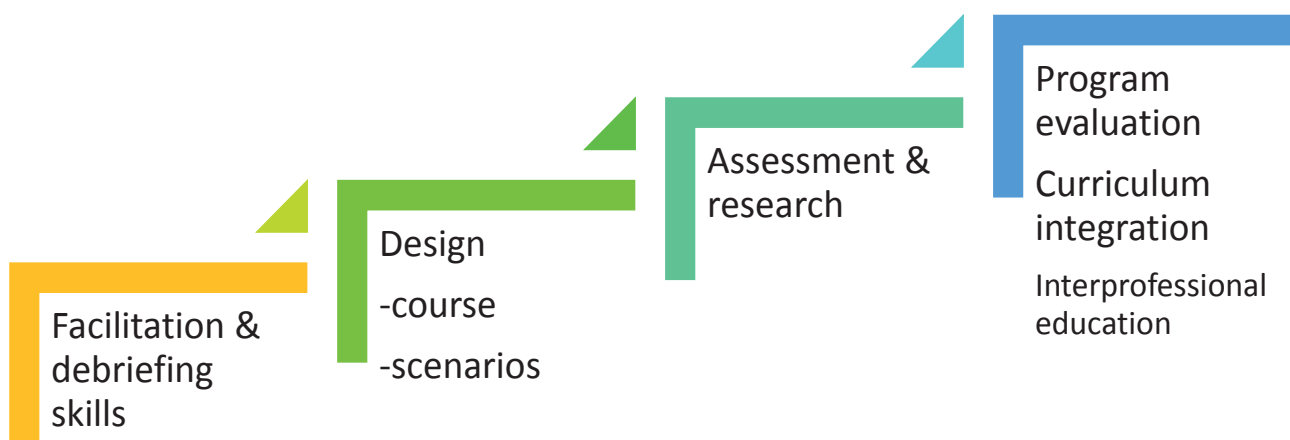 Facilitation &
debriefing
skills
Design
-course
-scenarios
Assessment &
research
Program
evaluation
Curriculum
integration
Interprofessional
education